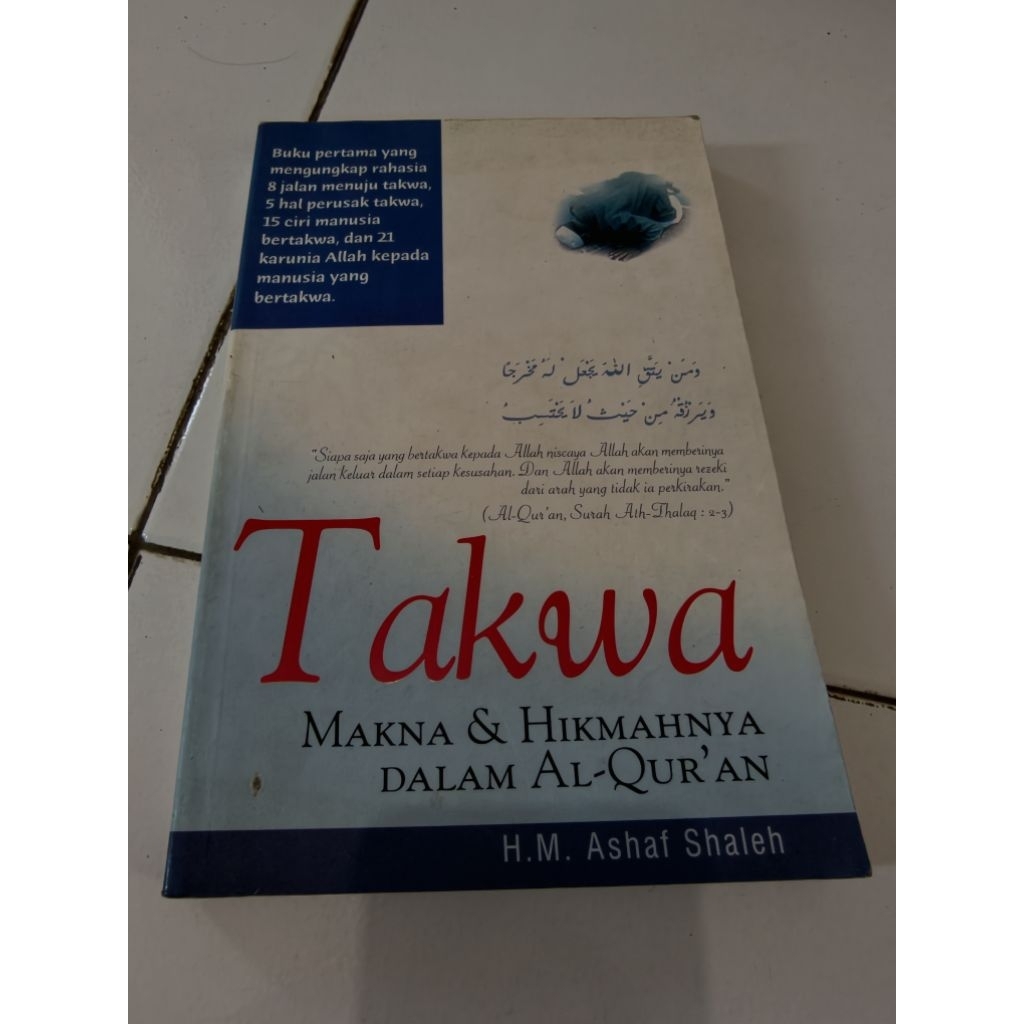 Buku pertama yang
mengungkap rahasia
8 jalan menuju takwa,
5 hal perusak takwa,
15 ciri manusia
bertakwa, dan 21
karunia Allah kepada
manusia yang
bertakwa.
وَمَنْ يَتَّقِ اللهَ يَجْعَلْ لَهُ مَخْرَجًا
وَيَرْزُقْهُ مِنْ حَيْثُ لاَ يَحْتَسِبُ
"Siapa saja yang bertakwa kepada Allah niscaya Allah akan memberinya
jalan keluar dalam setiap kesusahan. Dan Allah akan memberinya rezeki
dari arah yang tidak ia perkirakan."
(Al-Qur'an, Surah Ath-Thalaq : 2-3)
Takwa
MAKNA & HIKMAHNYA
DALAM AL-QUR'AN
H.M. Ashaf Shaleh